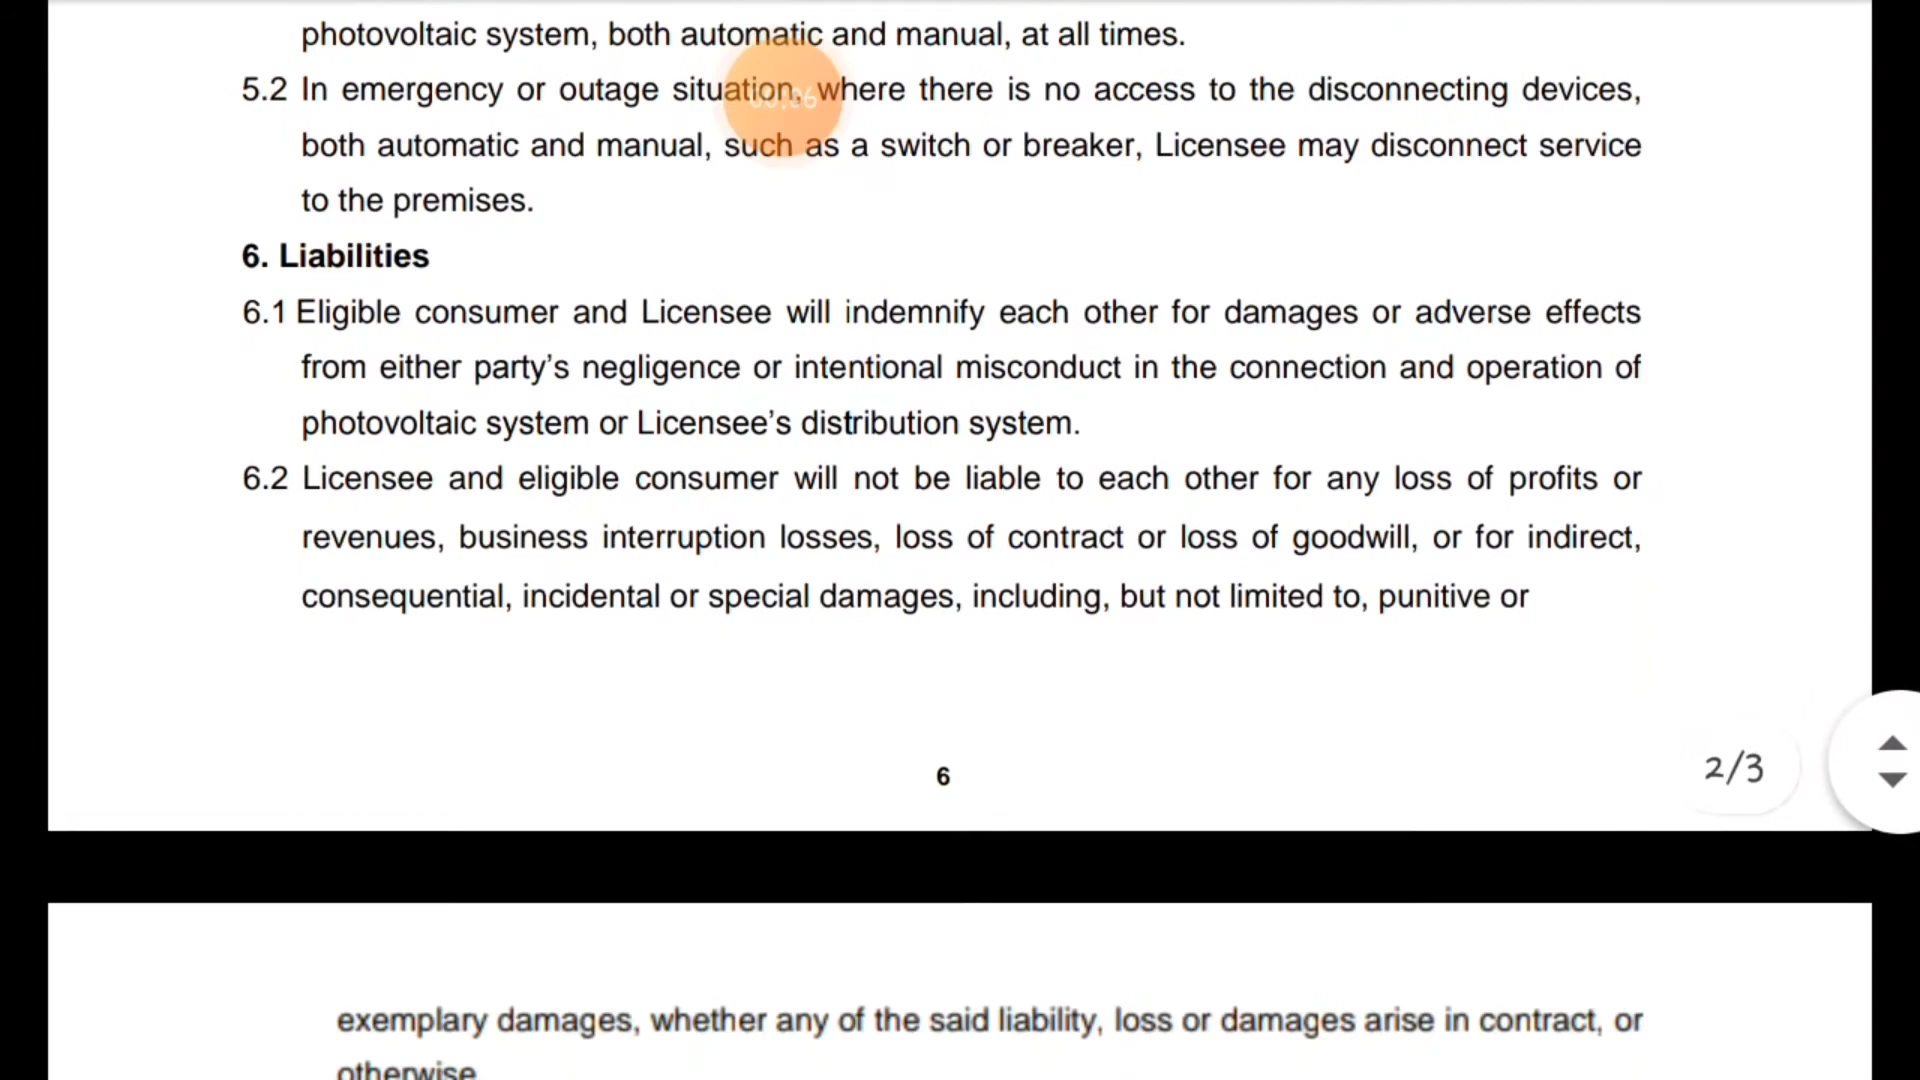 photovoltaic system, both automatic and manual, at all times.
5.2 In emergency or outage situation, where there is no access to the disconnecting devices,
both automatic and manual, such as a switch or breaker, Licensee may disconnect service
to the premises.
6. Liabilities
6.1 Eligible consumer and Licensee will indemnify each other for damages or adverse effects
from either party’s negligence or intentional misconduct in the connection and operation of
photovoltaic system or Licensee’s distribution system.
6.2 Licensee and eligible consumer will not be liable to each other for any loss of profits or
revenues, business interruption losses, loss of contract or loss of goodwill, or for indirect,
consequential, incidental or special damages, including, but not limited to, punitive or
6
2/3
exemplary damages, whether any of the said liability, loss or damages arise in contract, or
otherwise